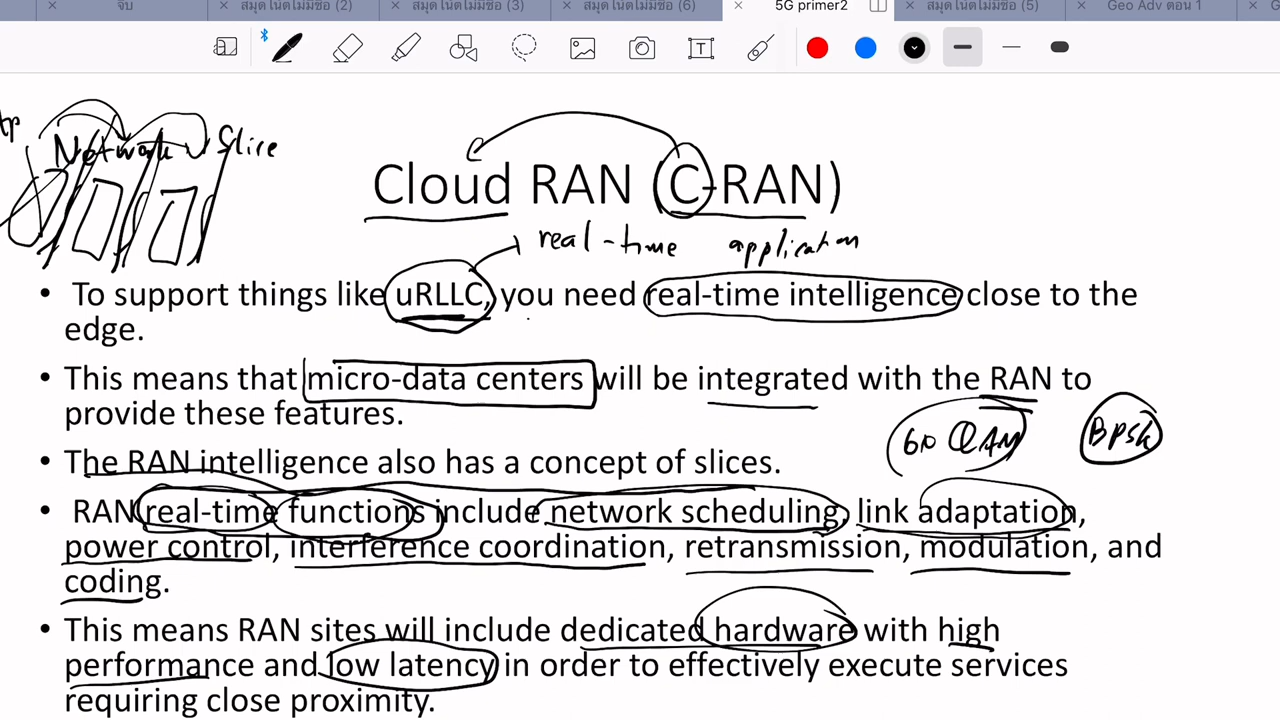 จีบ
สมุดโน้ตไม่มีชื่อ (2)
สมุดโน้ตไม่มีชื่อ (3)
สมุดโน้ตไม่มีชื่อ (6)
5G primer2
สมุดโน้ตไม่มีชื่อ (5)
Geo Adv ตอน 1
Network Slice
Cloud RAN (C-RAN)
real-time application
• To support things like uRLLC, you need real-time intelligence close to the
edge.
• This means that micro-data centers will be integrated with the RAN to
provide these features.
QAM BPSK
• The RAN intelligence also has a concept of slices.
• RAN real-time functions include network scheduling, link adaptation,
power control, interference coordination, retransmission, modulation, and
coding.
• This means RAN sites will include dedicated hardware with high
performance and low latency in order to effectively execute services
requiring close proximity.